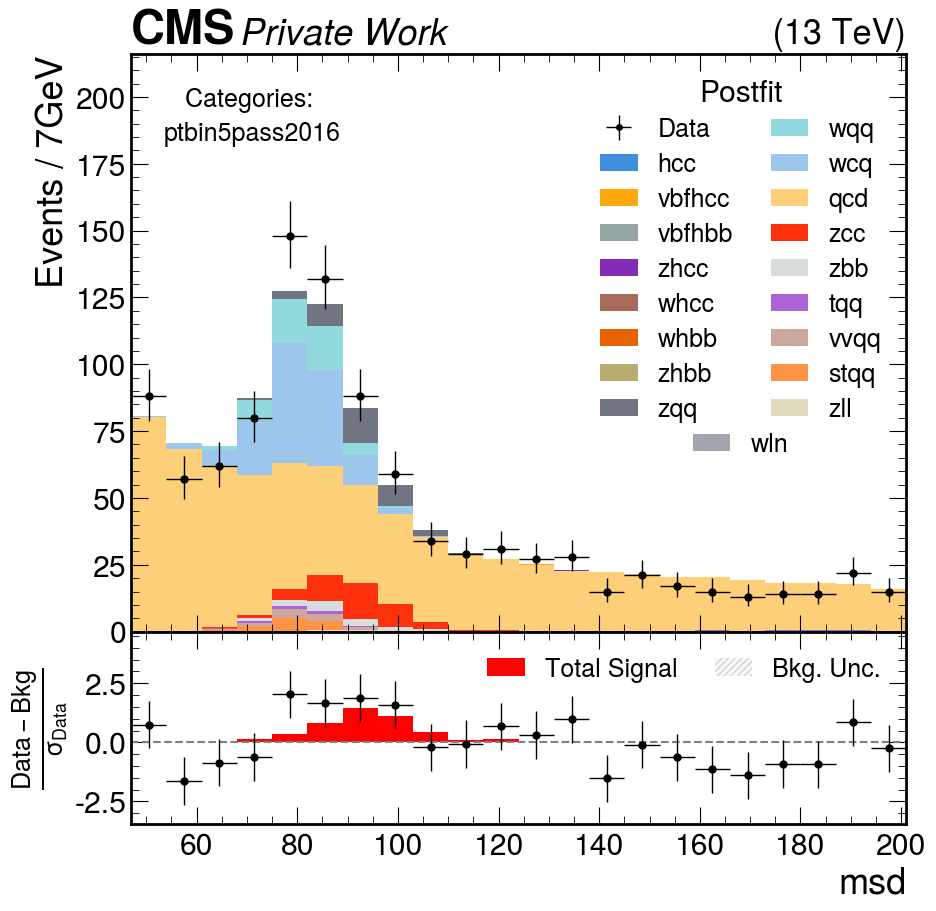 CMS Private Work (13 TeV)
Events / 7GeV
Categories:
ptbin5pass2016
Postfit
Data wqq
hcc wcq
vbfhcc qcd
vbfhbb zcc
zhcc zbb
whcc tqq
whbb vvqq
zhbb stqq
zqq zll
wln
200
175
150
125
100
75
50
25
0
Data – Bkg
σData
Total Signal Bkg. Unc.
0
2.5
0.0
-2.5
60 80 100 120 140 160 180 200
msd